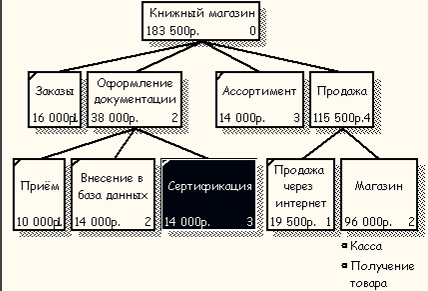 Книжный магазин
183 500р. 0
Заказы
16 000р. 1
Оформление
документации
38 000р. 2
Ассортимент
14 000р. 3
Продажа
115 500р. 4
Приём
10 000р. 1
Внесение в
база данных
14 000р. 2
Сертификация
14 000р. 3
Продажа
через
интернет
19 500р. 1
Магазин
96 000р. 2
Касса
Получение
товара